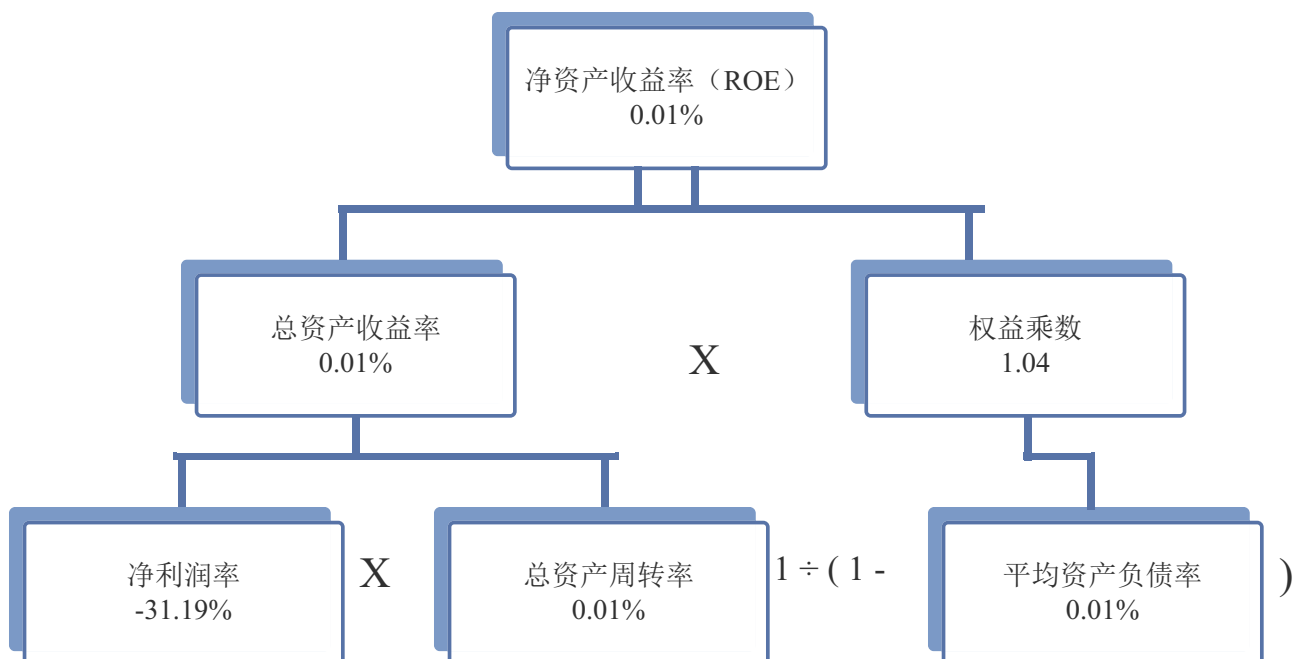 净资产收益率（ROE）
0.01%
总资产收益率
0.01%
X
权益乘数
1.04
净利润率
-31.19%
X
总资产周转率
0.01%
1 ÷ ( 1 -
平均资产负债率
0.01%
)